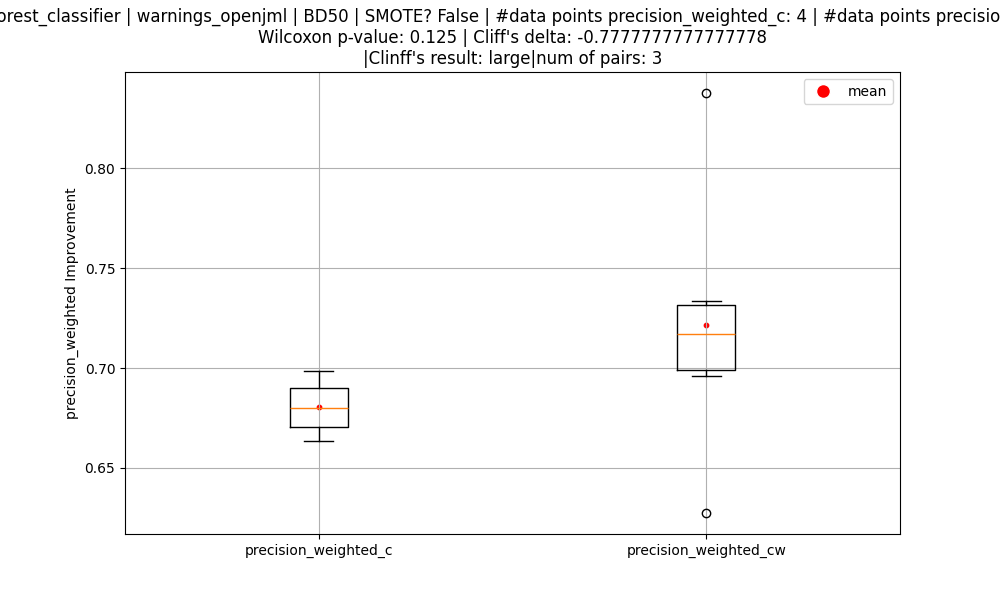 orest_classifier | warnings_openjml | BD50 | SMOTE? False | #data points precision_weighted_c: 4 | #data points precisio
Wilcoxon p-value: 0.125 | Cliff's delta: -0.7777777777777778
|Clinff's result: large|num of pairs: 3
mean
0.80
0.75
0.70
0.65
precision_weighted Improvement
precision_weighted_c
precision_weighted_cw